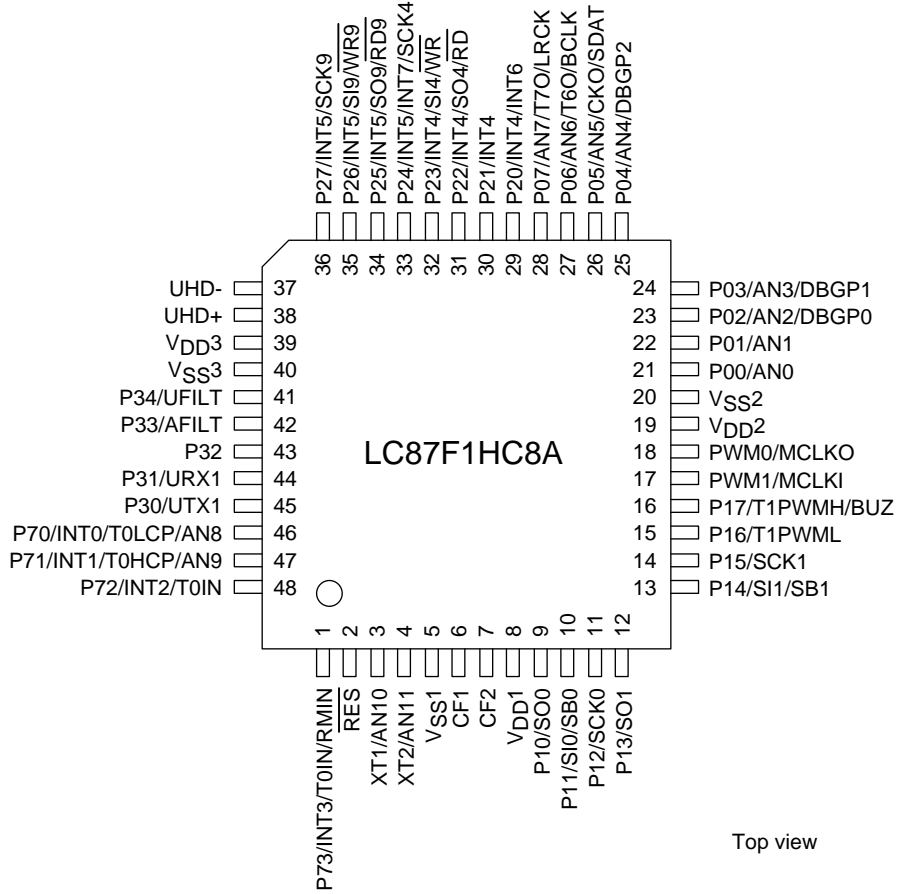 P27/INT5/SCK9
P26/INT5/SI9/WR9
P25/INT5/SO9/RD9
P24/INT5/INT7/SCK4
P23/INT4/SI4/WR
P22/INT4/SO4/RD
P21/INT4
P20/INT4/INT6
P07/AN7/T7O/LRCK
P06/AN6/T6O/BCLK
P05/AN5/CKO/SDAT
P04/AN4/DBGP2
36 35 34 33 32 31 30 29 28 27 26 25
UHD- 37
UHD+ 38
VDD3 39
VSS3 40
P34/UFILT 41
P33/AFILT 42
P32 43
P31/URX1 44
P30/UTX1 45
P70/INT0/T0LCP/AN8 46
P71/INT1/T0HCP/AN9 47
P72/INT2/T0IN 48
LC87F1HC8A
24 P03/AN3/DBGP1
23 P02/AN2/DBGP0
22 P01/AN1
21 P00/AN0
20 VSS2
19 VDD2
18 PWM0/MCLKO
17 PWM1/MCLKI
16 P17/T1PWMH/BUZ
15 P16/T1PWML
14 P15/SCK1
13 P14/SI1/SB1
1 2 3 4 5 6 7 8 9 10 11 12
P73/INT3/T0IN/RMIN
RES
XT1/AN10
XT2/AN11
VSS1
CF1
CF2
VDD1
P10/SO0
P11/SI0/SB0
P12/SCK0
P13/SO1
Top view